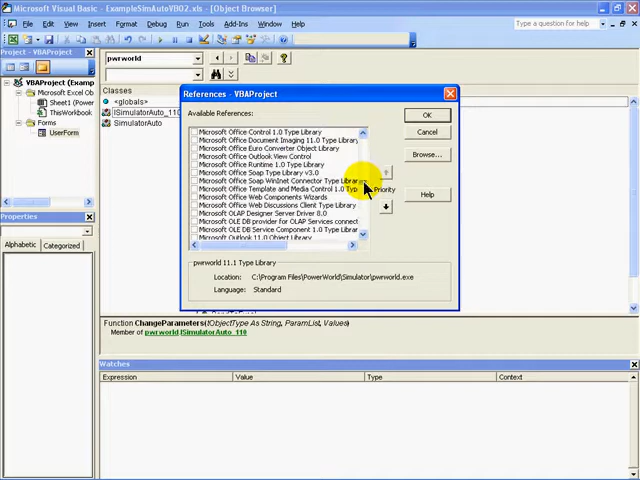 Microsoft Visual Basic - ExampleSimAutoVB02.xls - [Object Browser]
File Edit View Insert Format Debug Run Tools Add-Ins Window Help
Type a question for help
Project - VBAProject
pwrworld
VBAProject (Examp
Microsoft Excel Ob
Sheet1 (Power
ThisWorkbook
Forms
UserForm
Classes
<globals>
ISimulatorAuto_110
SimulatorAuto
References - VBAProject
Available References:
Microsoft Office Control 1.0 Type Library
Microsoft Office Document Imaging 11.0 Type Library
Microsoft Office Euro Converter Object Library
Microsoft Office Outlook View Control
Microsoft Office Runtime 1.0 Type Library
Microsoft Office Soap Type Library v3.0
Microsoft Office Soap WinInet Connector Type Library
Microsoft Office Template and Media Control 1.0 Typ
Microsoft Office Web Components Wizards
Microsoft Office Web Discussions Client Type Library
Microsoft OLAP Designer Server Driver 8.0
Microsoft OLE DB provider for OLAP Services connect
Microsoft OLE DB Service Component 1.0 Type Librar
Microsoft Outlook 11.0 Object Library
OK
Cancel
Browse...
Priority
Help
pwrworld 11.1 Type Library
Location: C:\Program Files\PowerWorld\Simulator\pwrworld.exe
Language: Standard
Properties
Alphabetic Categorized
Function ChangeParameters(ObjectType As String, ParamList, Values)
Member of pwrworld.ISimulatorAuto_110
Watches
Expression Value Type Context